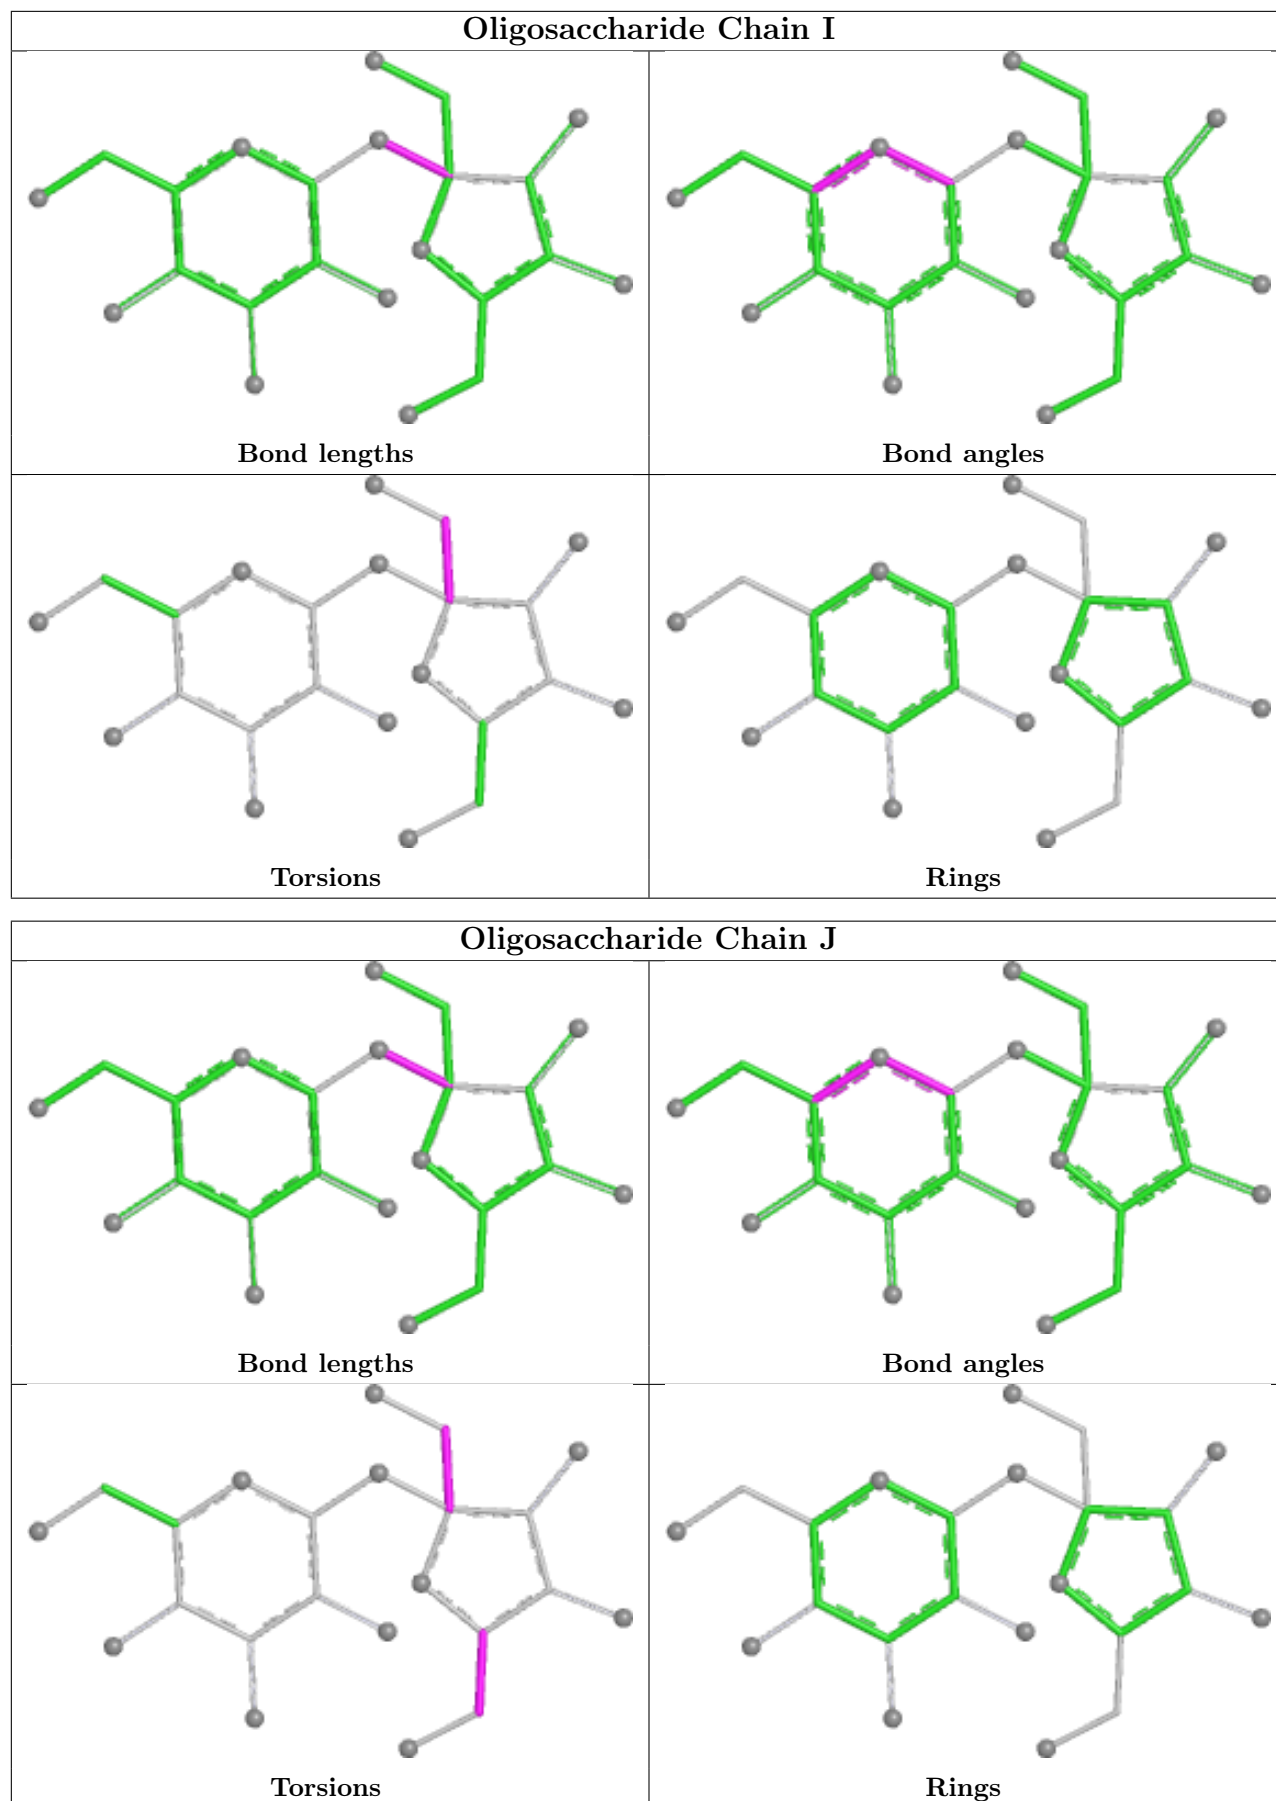 Oligosaccharide Chain I
Bond lengths
Bond angles
Torsions
Rings
Oligosaccharide Chain J
Bond lengths
Bond angles
Torsions
Rings